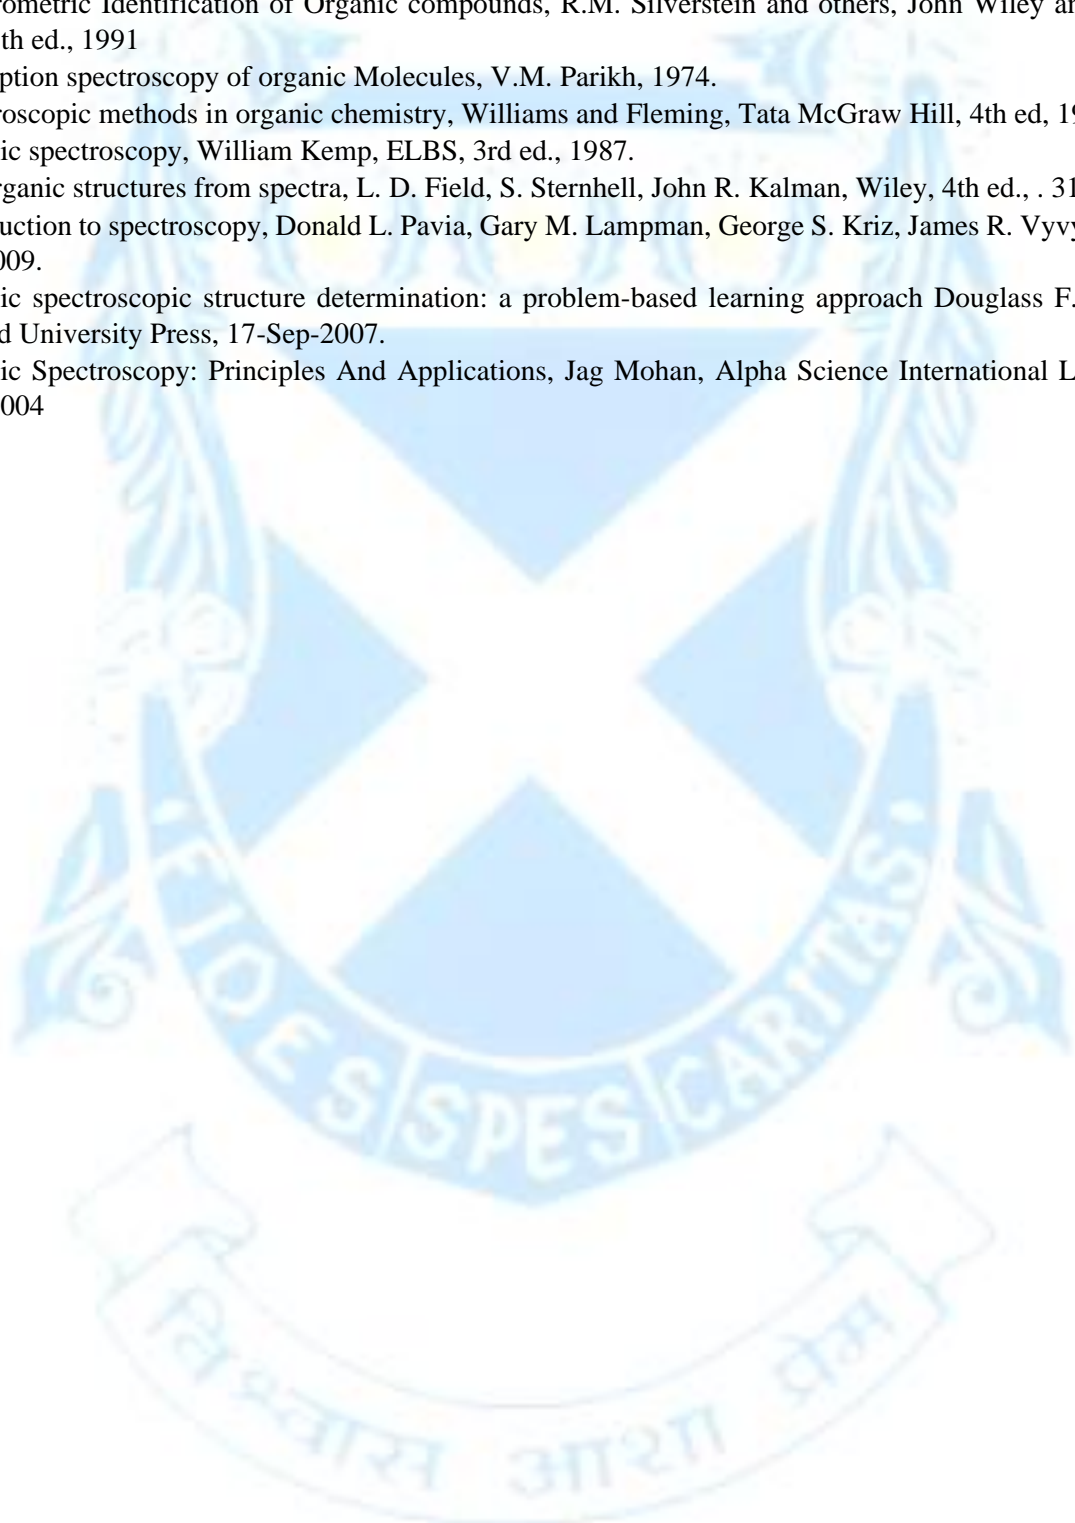 rometric Identification of Organic compounds, R.M. Silverstein and others, John Wiley an
th ed., 1991
ption spectroscopy of organic Molecules, V.M. Parikh, 1974.
roscopic methods in organic chemistry, Williams and Fleming, Tata McGraw Hill, 4th ed, 19
ic spectroscopy, William Kemp, ELBS, 3rd ed., 1987.
rganic structures from spectra, L. D. Field, S. Sternhell, John R. Kalman, Wiley, 4th ed., . 31
uction to spectroscopy, Donald L. Pavia, Gary M. Lampman, George S. Kriz, James R. Vyvy
009.
ic spectroscopic structure determination: a problem-based learning approach Douglass F.
d University Press, 17-Sep-2007.
ic Spectroscopy: Principles And Applications, Jag Mohan, Alpha Science International L
004
FIDES SPES CARITAS
विश्वास आशा प्रेम